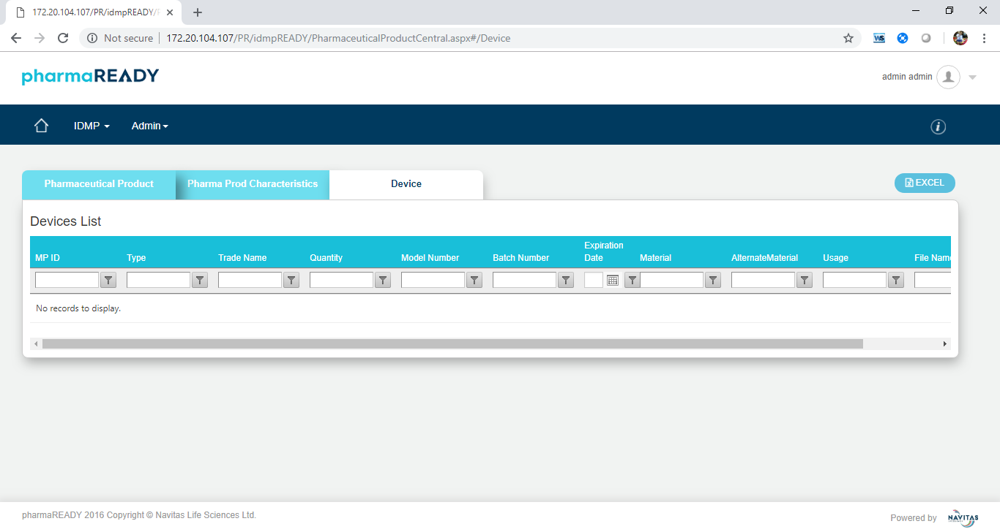 172.20.104.107/PR/idmpREADY/
Not secure
172.20.104.107/PR/idmpREADY/PharmaceuticalProductCentral.aspx#/Device
WS
pharmaREADY
admin admin
IDMP
Admin
i
Pharmaceutical Product
Pharma Prod Characteristics
Device
EXCEL
Devices List
MP ID
Type
Trade Name
Quantity
Model Number
Batch Number
Expiration
Date
Material
AlternateMaterial
Usage
File Name
No records to display.
pharmaREADY 2016 Copyright © Navitas Life Sciences Ltd.
Powered by
NAVITAS